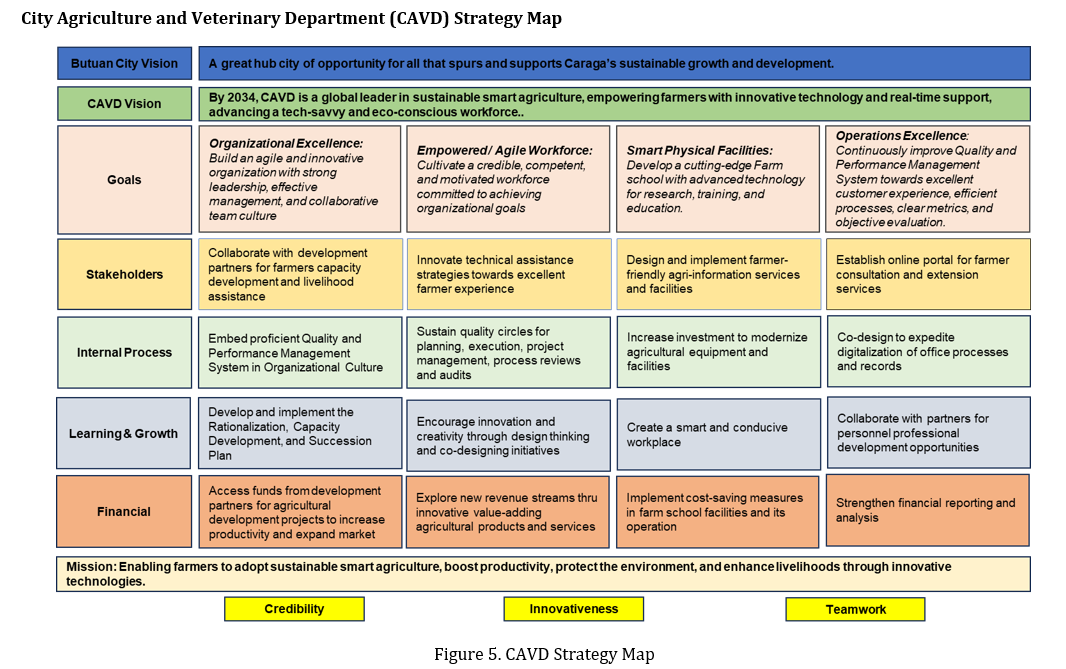 City Agriculture and Veterinary Department (CAVD) Strategy Map
Butuan City Vision
A great hub city of opportunity for all that spurs and supports Caraga's sustainable growth and development.
CAVD Vision
By 2034, CAVD is a global leader in sustainable smart agriculture, empowering farmers with innovative technology and real-time support,
advancing a tech-savvy and eco-conscious workforce..
Goals
Organizational Excellence:
Build an agile and innovative
organization with strong
leadership, effective
management, and collaborative
team culture
Empowered/ Agile Workforce:
Cultivate a credible, competent,
and motivated workforce
committed to achieving
organizational goals
Smart Physical Facilities:
Develop a cutting-edge Farm
school with advanced technology
for research, training, and
education.
Operations Excellence:
Continuously improve Quality and
Performance Management
System towards excellent
customer experience, efficient
processes, clear metrics, and
objective evaluation.
Stakeholders
Collaborate with development
partners for farmers capacity
development and livelihood
assistance
Innovate technical assistance
strategies towards excellent
farmer experience
Design and implement farmer-
friendly agri-information services
and facilities
Establish online portal for farmer
consultation and extension
services
Internal Process
Embed proficient Quality and
Performance Management
System in Organizational Culture
Sustain quality circles for
planning, execution, project
management, process reviews
and audits
Increase investment to modernize
agricultural equipment and
facilities
Co-design to expedite
digitalization of office processes
and records
Learning & Growth
Develop and implement the
Rationalization, Capacity
Development, and Succession
Plan
Encourage innovation and
creativity through design thinking
and co-designing initiatives
Create a smart and conducive
workplace
Collaborate with partners for
personnel professional
development opportunities
Financial
Access funds from development
partners for agricultural
development projects to increase
productivity and expand market
Explore new revenue streams thru
innovative value-adding
agricultural products and services
Implement cost-saving measures
in farm school facilities and its
operation
Strengthen financial reporting and
analysis
Mission: Enabling farmers to adopt sustainable smart agriculture, boost productivity, protect the environment, and enhance livelihoods through innovative
technologies.
Credibility
Innovativeness
Teamwork
Figure 5. CAVD Strategy Map